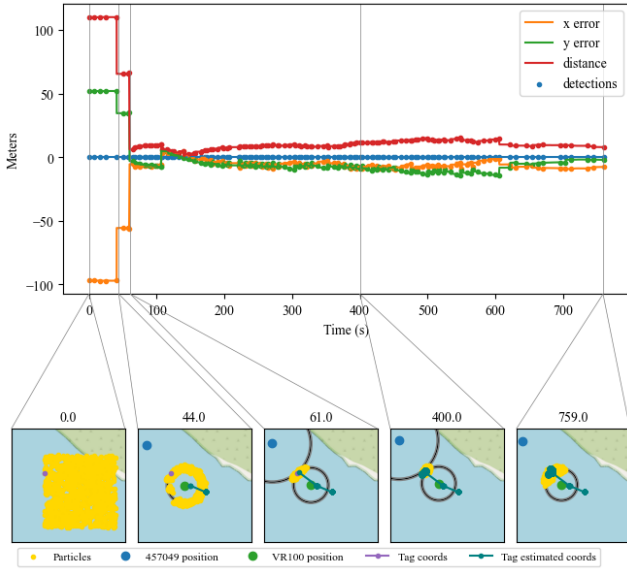 100
50
0
−50
−100
Meters
x error
y error
distance
detections
0
100
200
300
400
500
600
700
Time (s)
0.0
44.0
61.0
400.0
759.0
Particles
457049 position
VR100 position
Tag coords
Tag estimated coords